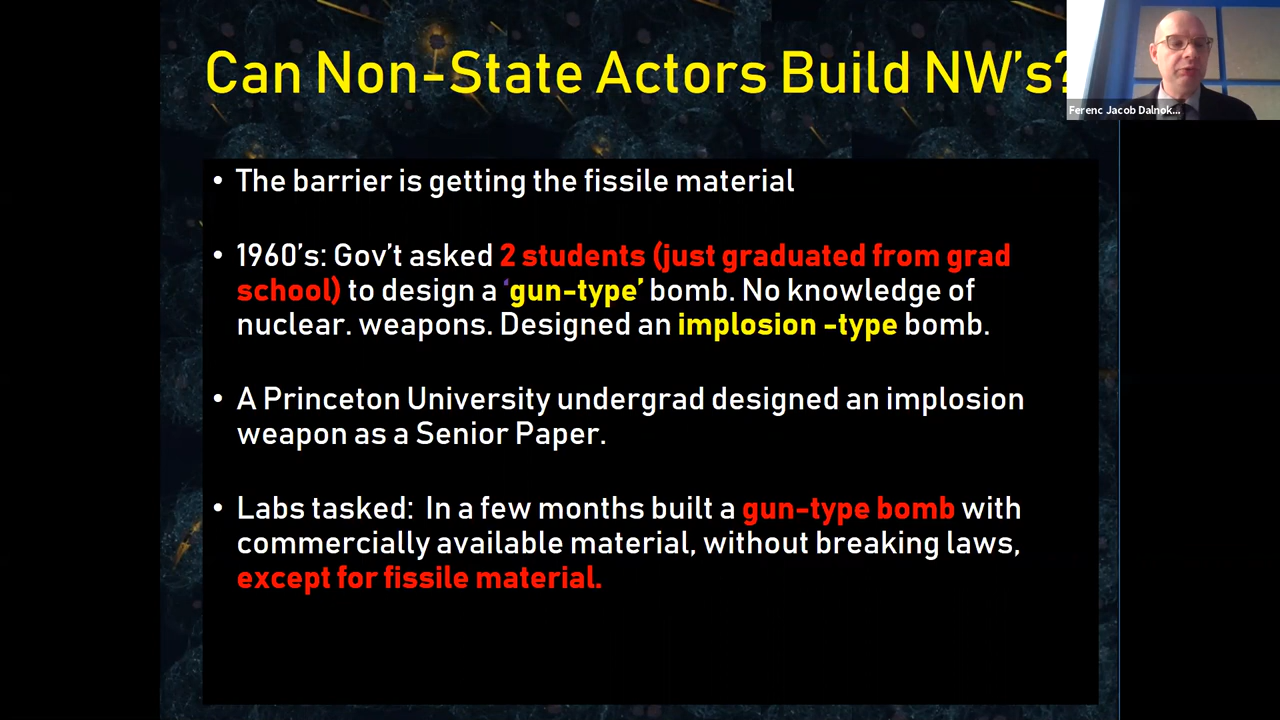 Can Non-State Actors Build NW's?
Ferenc Jacob Dalnok...
• The barrier is getting the fissile material
• 1960's: Gov't asked 2 students (just graduated from grad
school) to design a 'gun-type' bomb. No knowledge of
nuclear. weapons. Designed an implosion -type bomb.
• A Princeton University undergrad designed an implosion
weapon as a Senior Paper.
• Labs tasked: In a few months built a gun-type bomb with
commercially available material, without breaking laws,
except for fissile material.